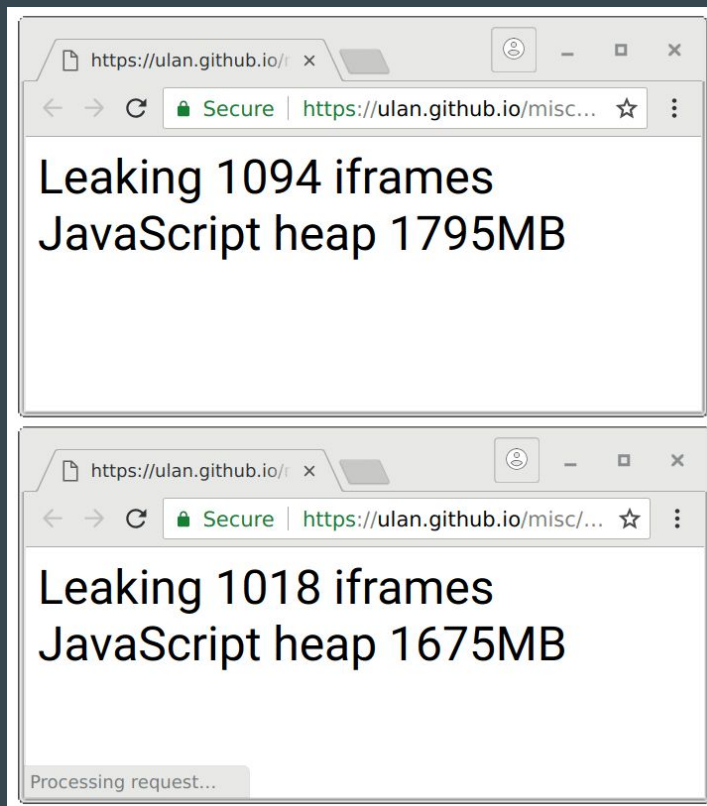 https://ulan.github.io/
Secure https://ulan.github.io/misc...
Leaking 1094 iframes
JavaScript heap 1795MB
https://ulan.github.io/
Secure https://ulan.github.io/misc/...
Leaking 1018 iframes
JavaScript heap 1675MB
Processing request...